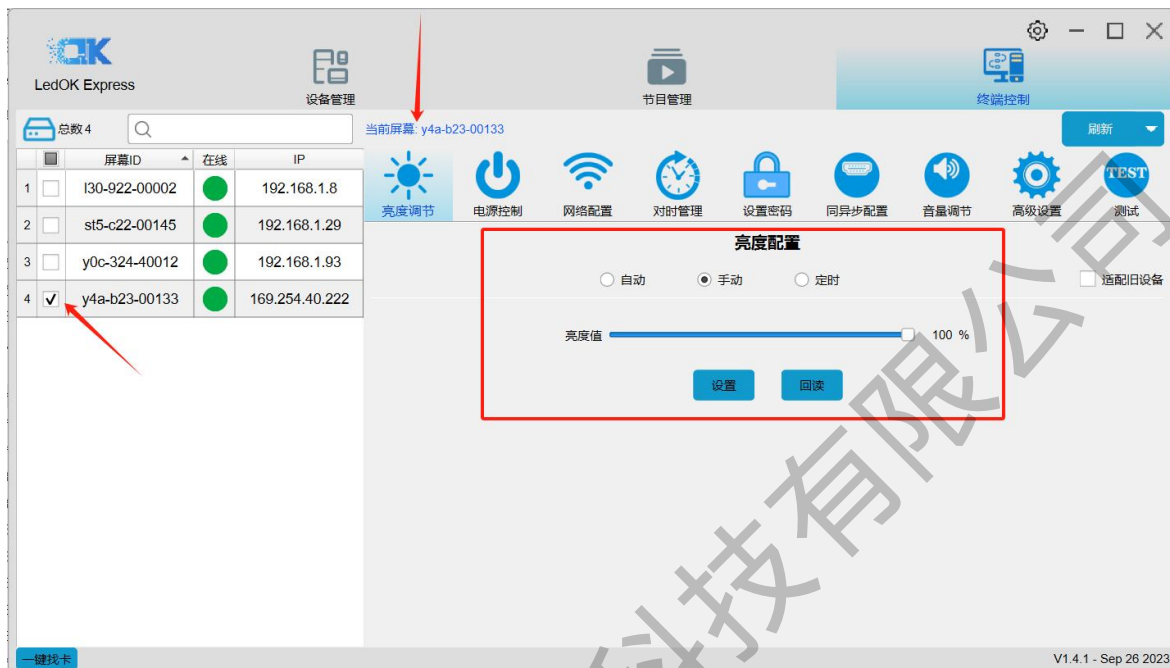 LedOK Express
设备管理
节目管理
终端控制
总数 4
当前屏幕: y4a-b23-00133
刷新
屏幕ID 在线 IP
1 l30-922-00002 192.168.1.8
2 st5-c22-00145 192.168.1.29
3 y0c-324-40012 192.168.1.93
4 y4a-b23-00133 169.254.40.222
亮度调节 电源控制 网络配置 对时管理 设置密码 同异步配置 音量调节 高级设置 测试
TEST
亮度配置
自动 手动 定时
适配旧设备
亮度值 100 %
设置 回读
科技有限公司
一键找卡
V1.4.1 - Sep 26 2023